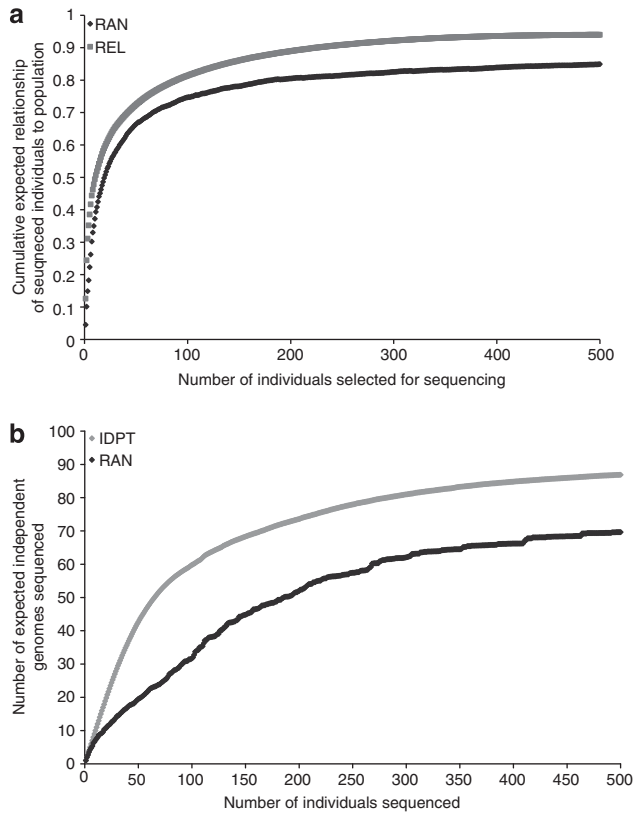 a
RAN
REL
Cumulative expected relationship
of seuqneced individuals to population
1
0.9
0.8
0.7
0.6
0.5
0.4
0.3
0.2
0.1
0
0 100 200 300 400 500
Number of individuals selected for sequencing
b
IDPT
RAN
Number of expected independent
genomes sequenced
100
90
80
70
60
50
40
30
20
10
0
0 50 100 150 200 250 300 350 400 450 500
Number of individuals sequenced